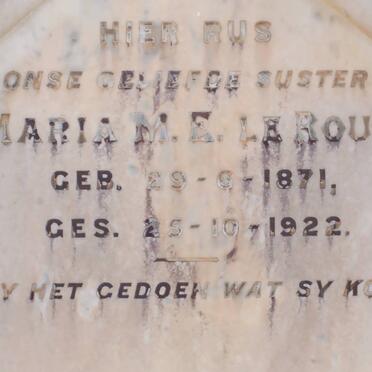 HIER RUS
ONSE GELIEFDE SUSTER
MARIA M. E. LE ROU
GEB. 29-6-1871,
GES. 25-10-1922.
Y HET GEDOEN WAT SY KO